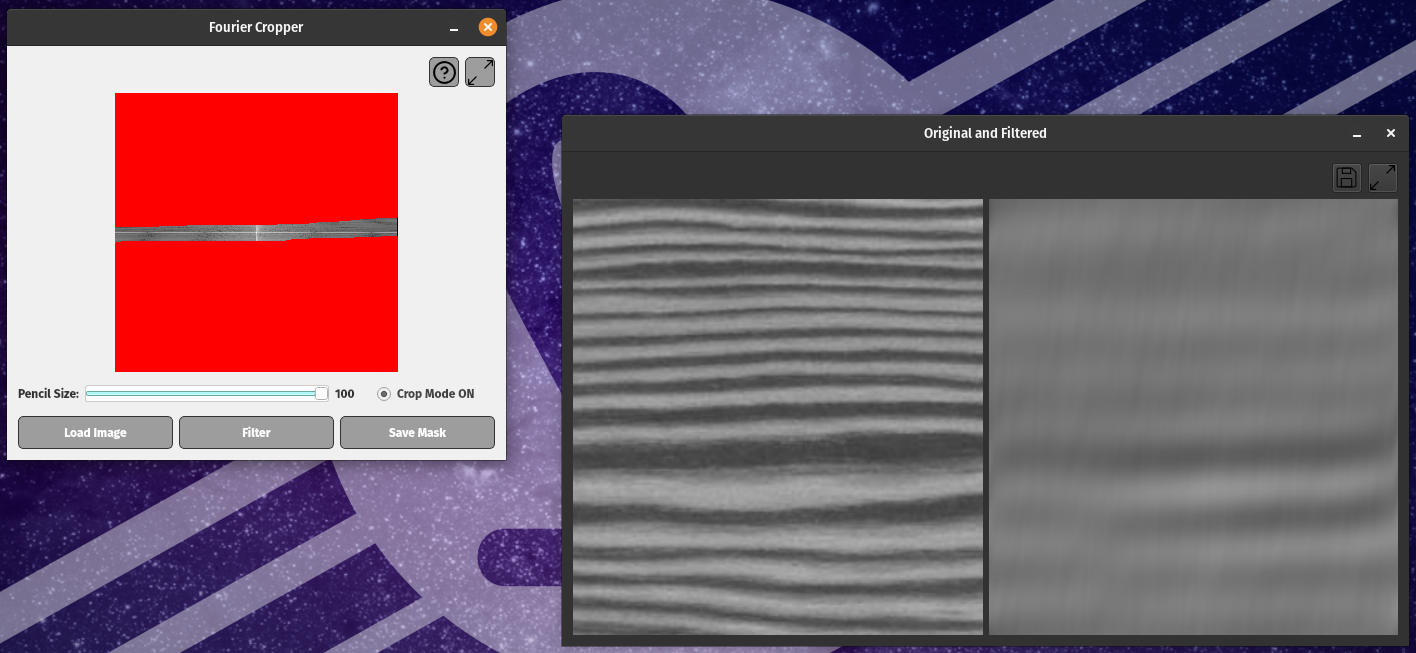 Fourier Cropper
Pencil Size: 100 Crop Mode ON
Load Image Filter Save Mask
Original and Filtered